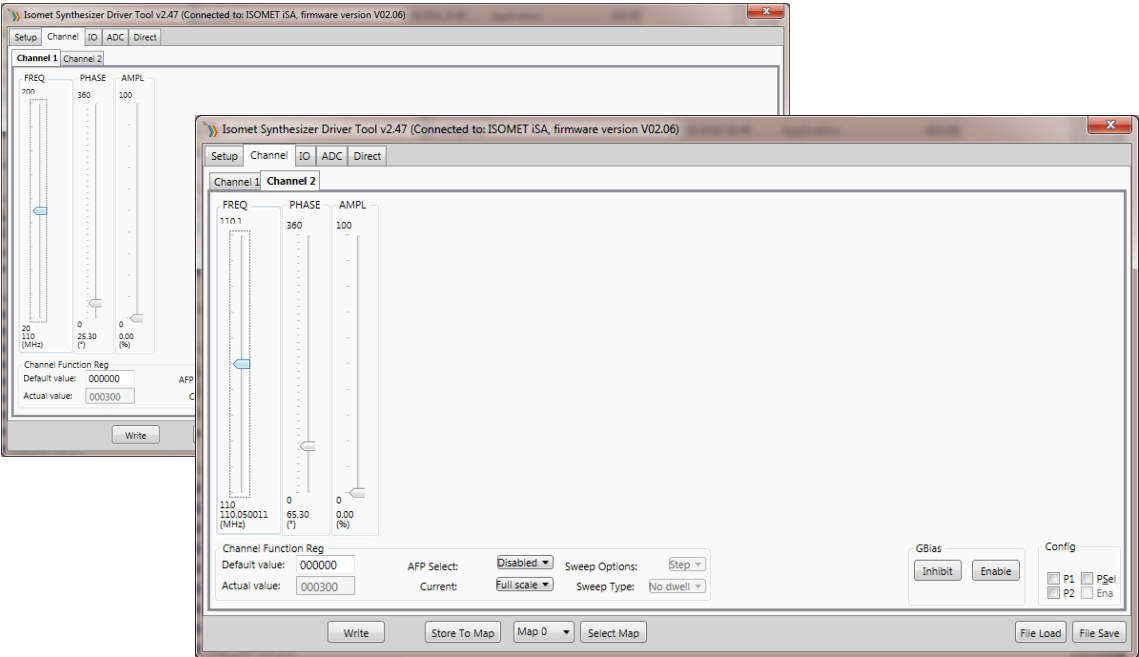 Isomet Synthesizer Driver Tool v2.47 (Connected to: ISOMET iSA, firmware version V02.06)
Setup Channel IO ADC Direct
Channel 1 Channel 2
FREQ PHASE AMPL
200 360 100
20 0 0
110 25.30 0.00
(MHz) (°) (%)
Channel Function Reg
Default value: 000000 AFP
Actual value: 000300 C
Write
Isomet Synthesizer Driver Tool v2.47 (Connected to: ISOMET iSA, firmware version V02.06)
Setup Channel IO ADC Direct
Channel 1 Channel 2
FREQ PHASE AMPL
110.1 360 100
110 0 0
110.050011 65.30 0.00
(MHz) (°) (%)
Channel Function Reg GBias Config
Default value: 000000 AFP Select: Disabled Sweep Options: Step Inhibit Enable P1 PSel
Actual value: 000300 Current: Full scale Sweep Type: No dwell P2 Ena
Write Store To Map Map 0 Select Map File Load File Save